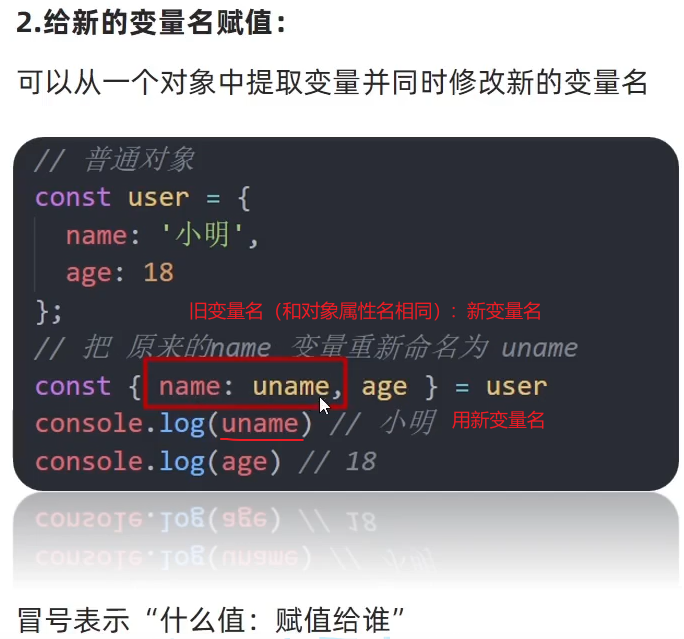 2.给新的变量名赋值：
可以从一个对象中提取变量并同时修改新的变量名
// 普通对象
const user = {
name: '小明',
age: 18
};
旧变量名（和对象属性名相同）：新变量名
// 把 原来的name 变量重新命名为 uname
const { name: uname, age } = user
console.log(uname) // 小明 用新变量名
console.log(age) // 18
冒号表示“什么值：赋值给谁”